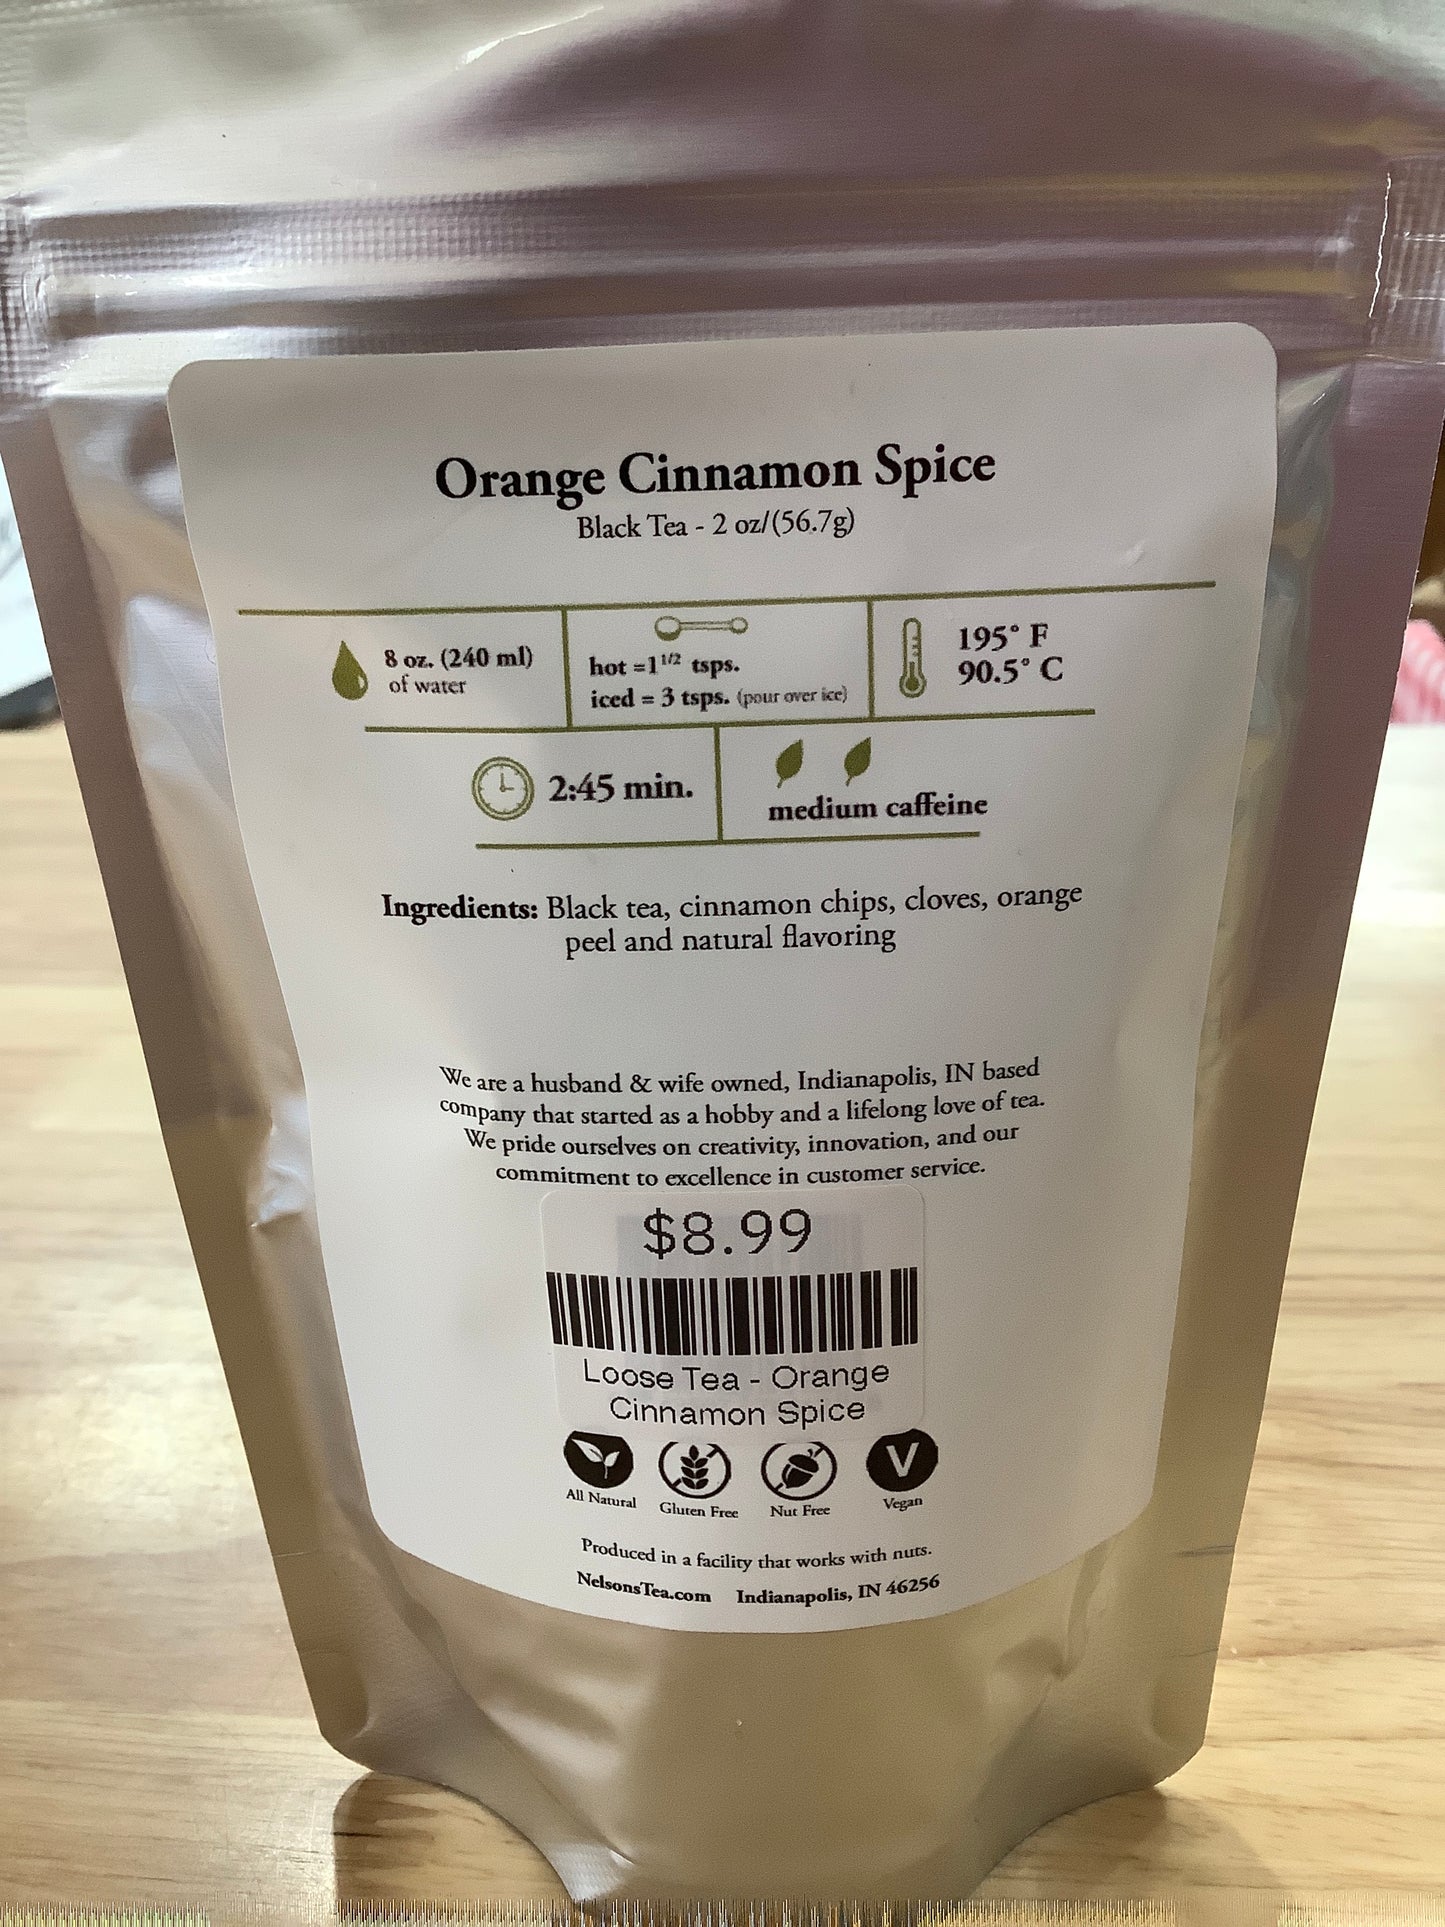 Orange Cinnamon Spice
Black Tea - 2 oz/(56.7g)
8 oz. (240 ml)
of water
hot =1 1/2 tsps.
iced = 3 tsps. (pour over ice)
195° F
90.5° C
2:45 min.
medium caffeine
Ingredients: Black tea, cinnamon chips, cloves, orange
peel and natural flavoring
We are a husband & wife owned, Indianapolis, IN based
company that started as a hobby and a lifelong love of tea.
We pride ourselves on creativity, innovation, and our
commitment to excellence in customer service.
$8.99
Loose Tea - Orange
Cinnamon Spice
V
All Natural
Gluten Free
Nut Free
Vegan
Produced in a facility that works with nuts.
NelsonsTea.com Indianapolis, IN 46256